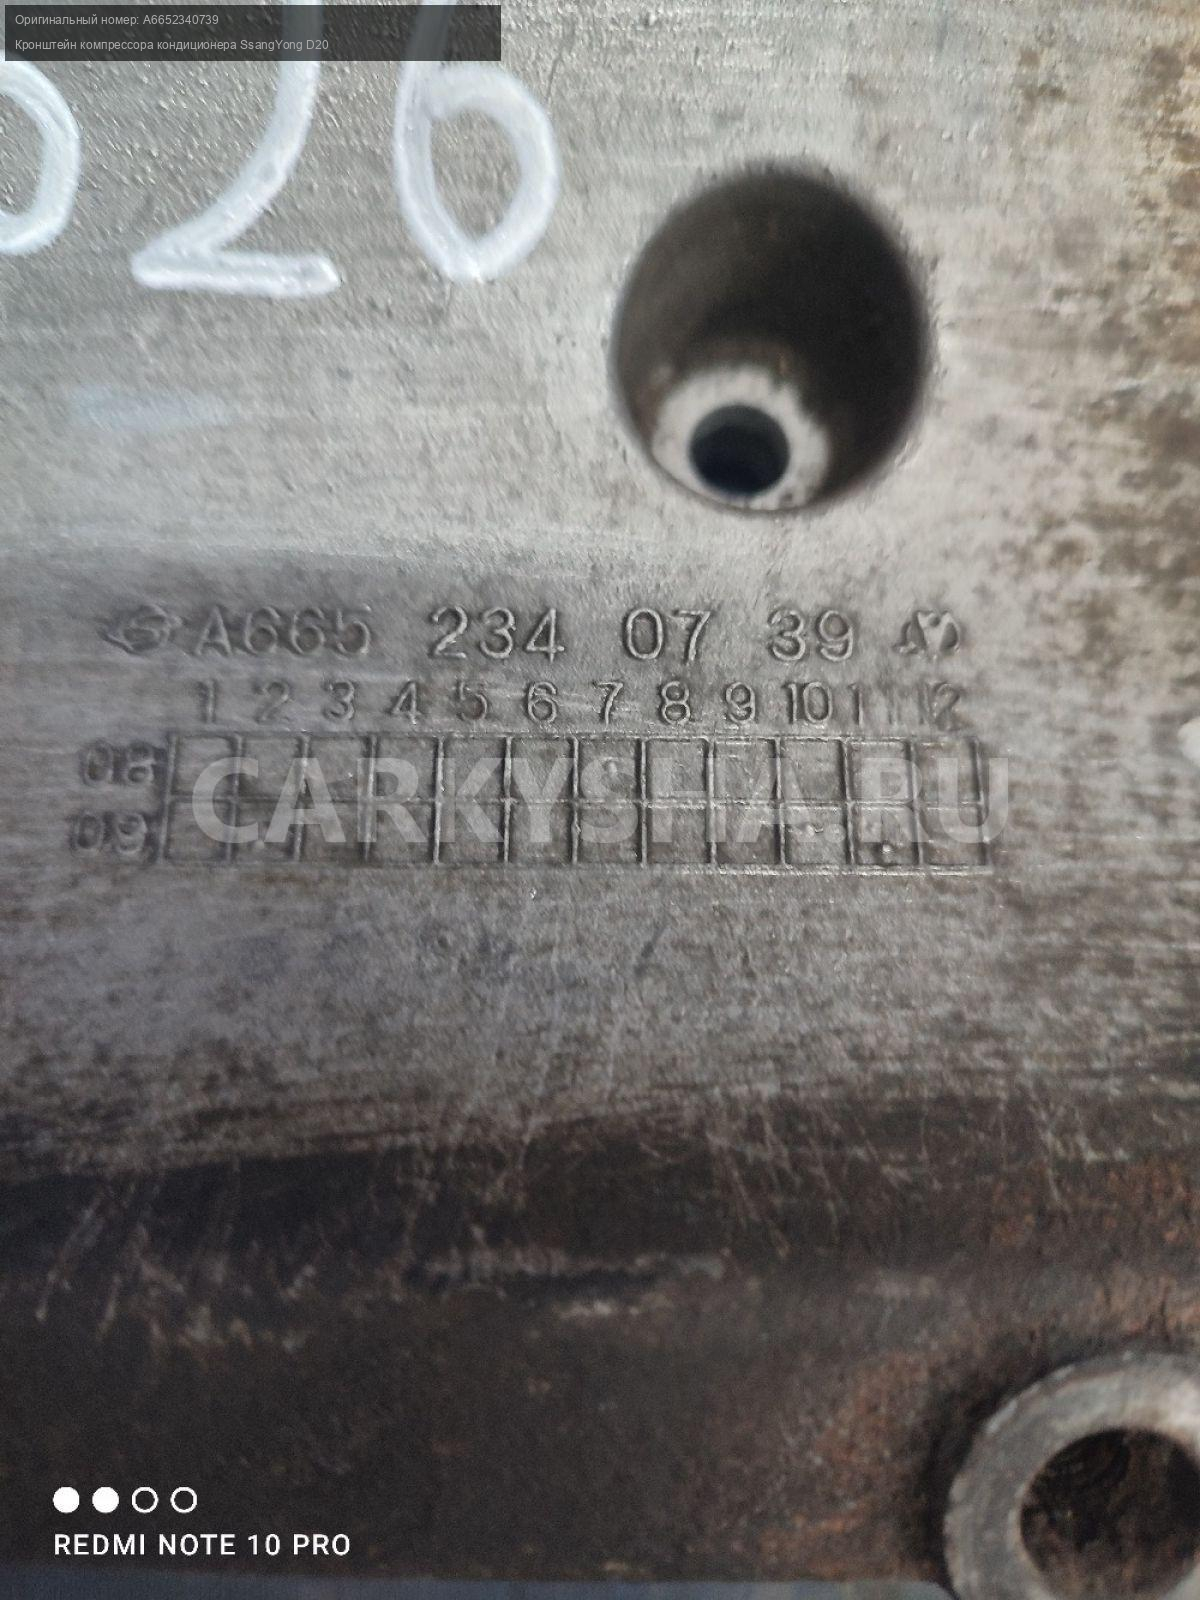 Оригинальный номер: A6652340739
Кронштейн компрессора кондиционера SsangYong D20
26
A665 234 07 39
1 2 3 4 5 6 7 8 9 10 11 12
08
CARKYSHA.RU
09
REDMI NOTE 10 PRO